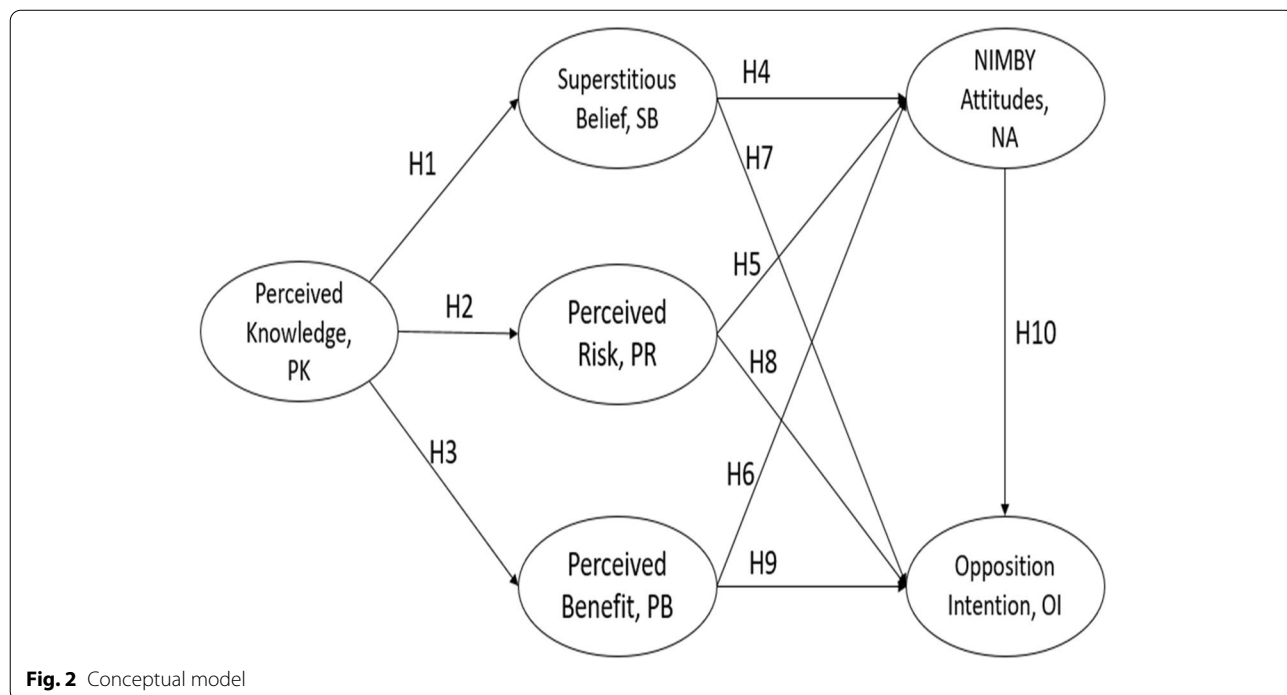 Superstitious
Belief, SB
H4
NIMBY
Attitudes,
NA
H1
H7
Perceived
Knowledge,
PK
H2
Perceived
Risk, PR
H5
H8
H10
H3
H6
Perceived
Benefit, PB
H9
Opposition
Intention, OI
Fig. 2 Conceptual model